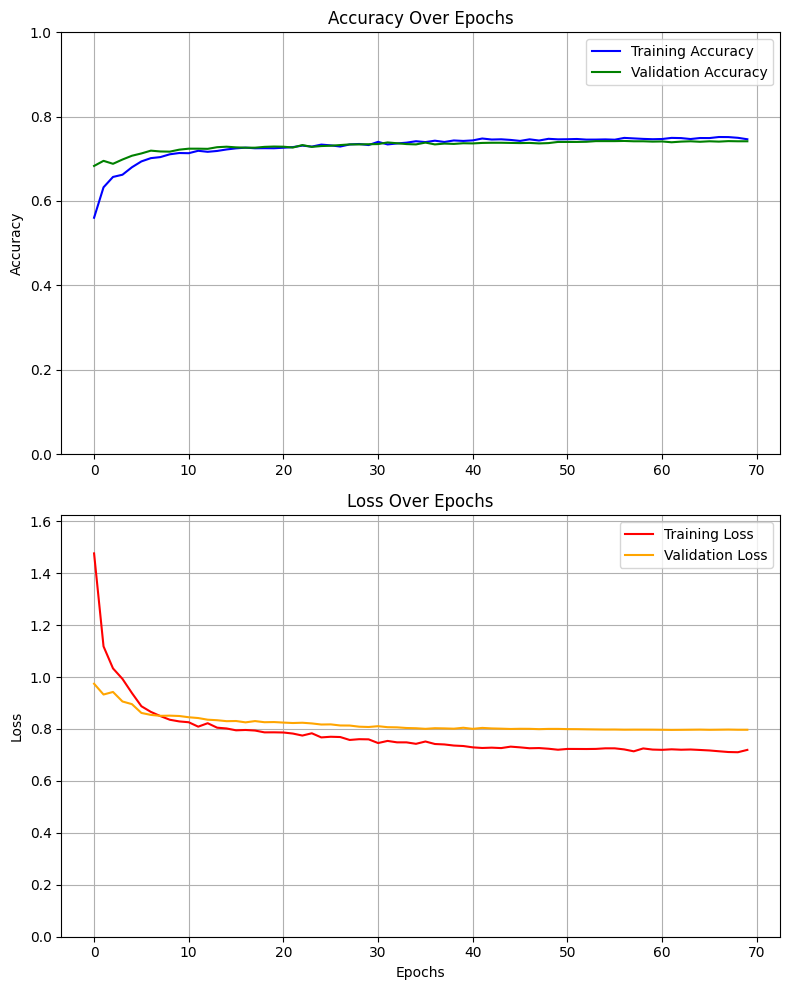 Accuracy Over Epochs
1.0
0.8
0.6
0.4
0.2
0.0
Accuracy
Training Accuracy
Validation Accuracy
0 10 20 30 40 50 60 70
Loss Over Epochs
1.6
1.4
1.2
1.0
0.8
0.6
0.4
0.2
0.0
Loss
Training Loss
Validation Loss
0 10 20 30 40 50 60 70
Epochs